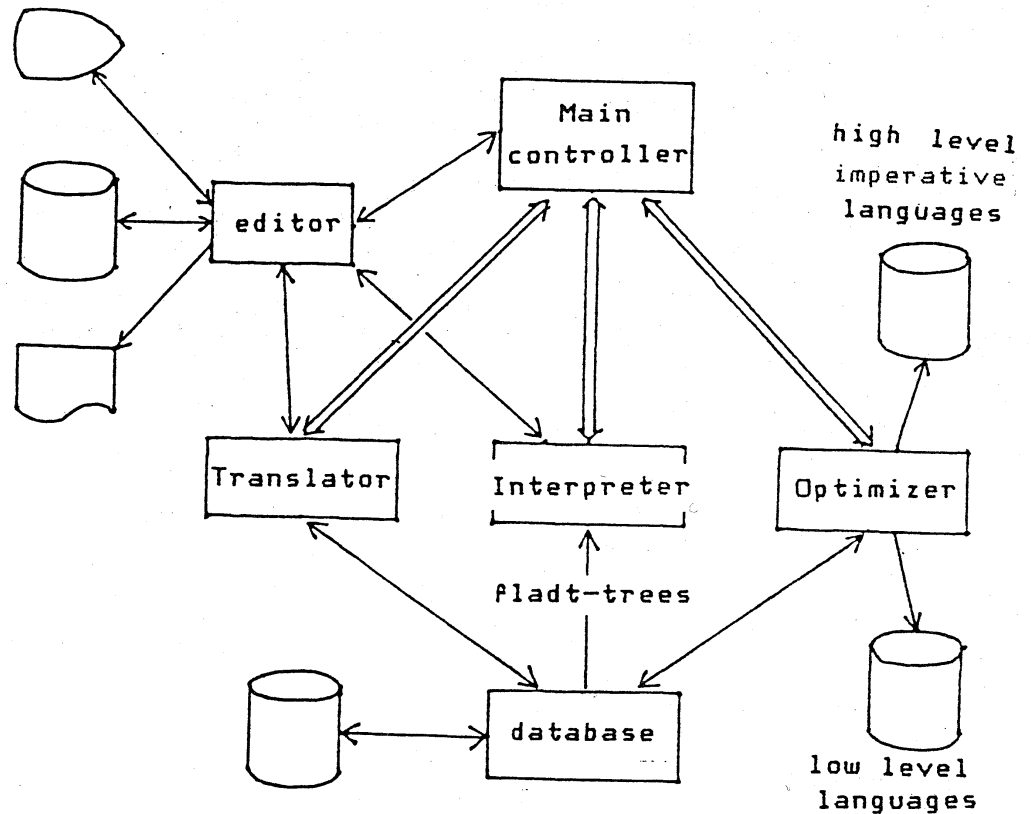 Main
controller
high level
imperative
languages
editor
Translator
Interpreter
Optimizer
fladt-trees
database
low level
languages